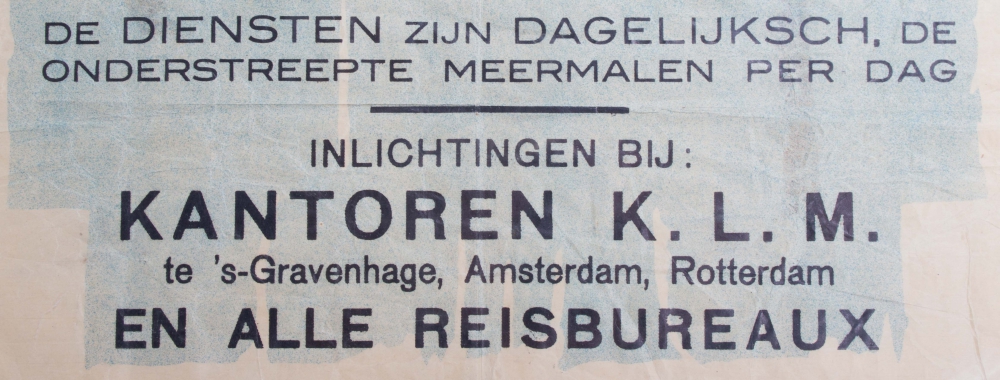 DE DIENSTEN ZIJN DAGELIJKSCH, DE
ONDERSTREEPTE MEERMALEN PER DAG
INLICHTINGEN BIJ:
KANTOREN K. L. M.
te 's-Gravenhage, Amsterdam, Rotterdam
EN ALLE REISBUREAUX